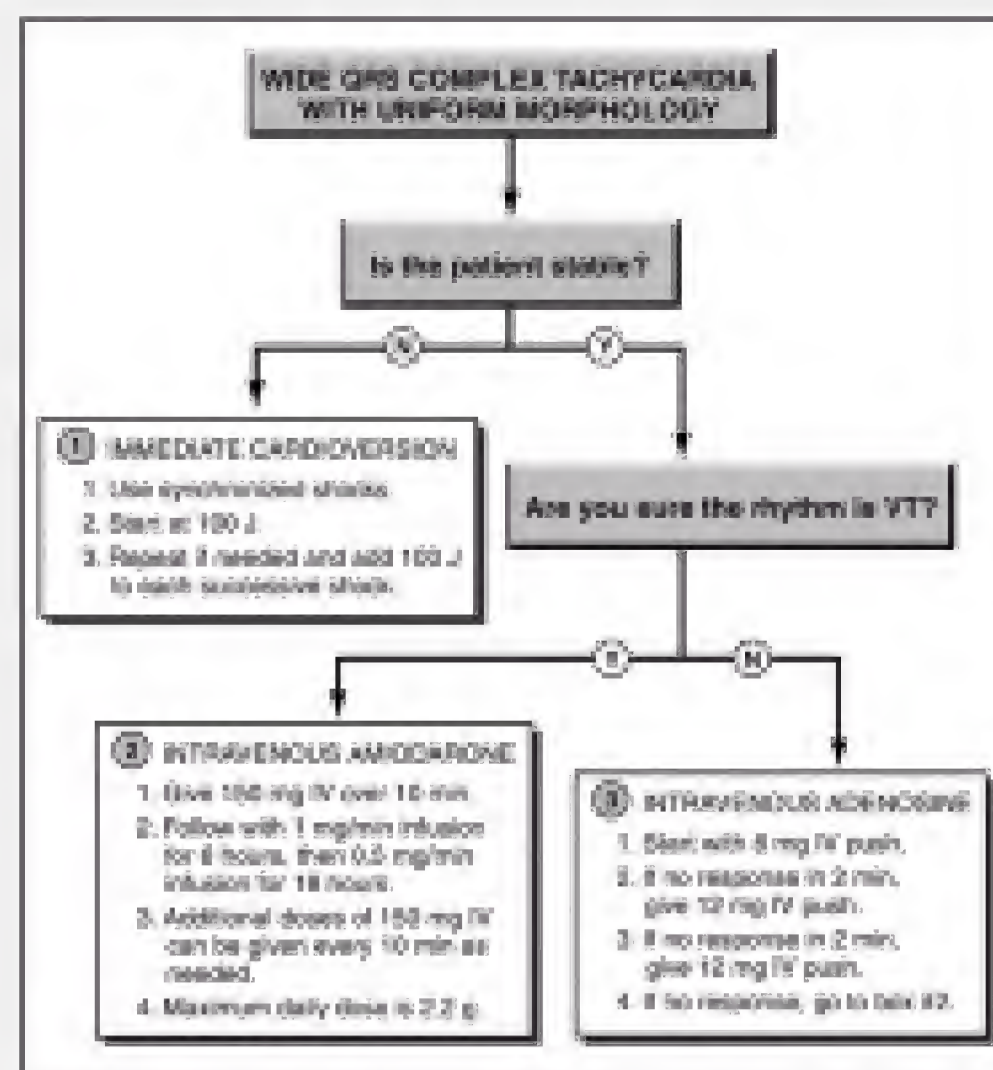 WIDE QRS COMPLEX TACHYCARDIA
WITH UNIFORM MORPHOLOGY
Is the patient stable?
N
Y
1 IMMEDIATE CARDIOVERSION
1. Use synchronized shocks.
2. Start at 100 J.
3. Repeat if needed and add 100 J
to each successive shock.
Are you sure the rhythm is VT?
N
2 INTRAVENOUS AMIODARONE
1. Give 150 mg IV over 10 min.
2. Follow with 1 mg/min infusion
for 6 hours, then 0.5 mg/min
infusion for 18 hours.
3. Additional doses of 150 mg IV
can be given every 10 min as
needed.
4. Maximum daily dose is 2.2 g.
3 INTRAVENOUS ADENOSINE
1. Start with 6 mg IV push.
2. If no response in 2 min,
give 12 mg IV push.
3. If no response in 2 min,
give 12 mg IV push.
4. If no response, go to box #2.